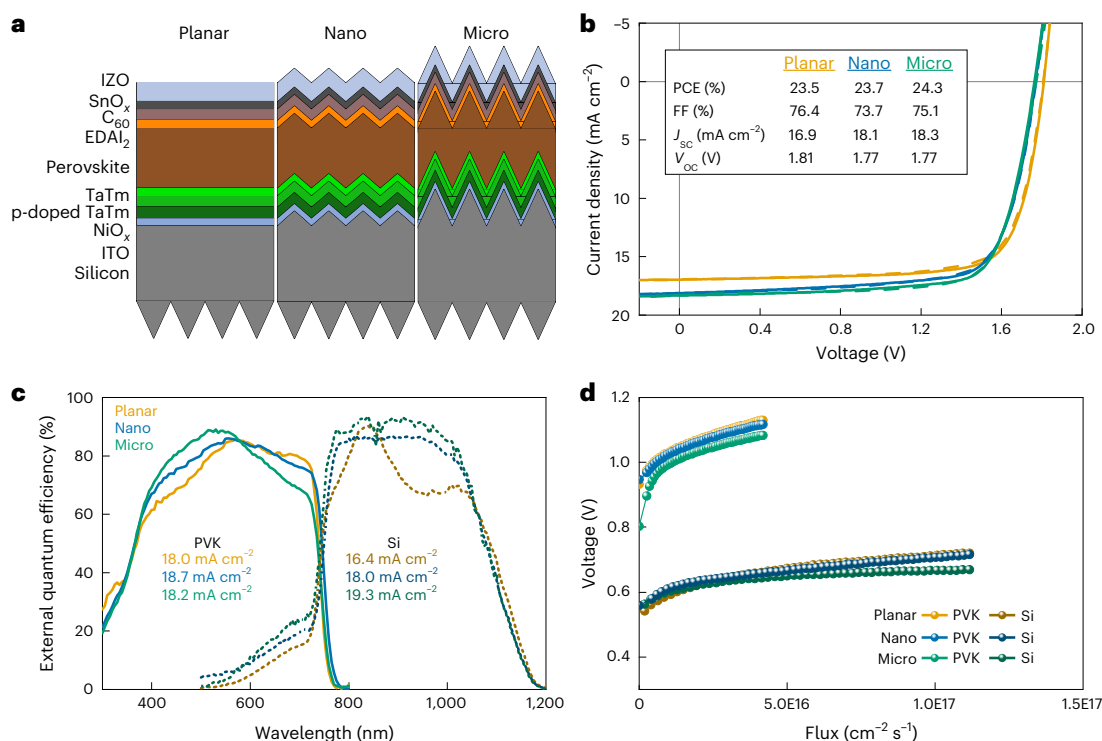 a
Planar Nano Micro
IZO
SnOₓ
C₆₀
EDAI₂
Perovskite
TaTm
p-doped TaTm
NiOₓ
ITO
Silicon
b
Planar Nano Micro
PCE (%) 23.5 23.7 24.3
FF (%) 76.4 73.7 75.1
J_SC (mA cm⁻²) 16.9 18.1 18.3
V_OC (V) 1.81 1.77 1.77
Current density (mA cm⁻²)
−5
0
5
10
15
20
0 0.4 0.8 1.2 1.6 2.0
Voltage (V)
c
Planar
Nano
Micro
PVK
18.0 mA cm⁻²
18.7 mA cm⁻²
18.2 mA cm⁻²
Si
16.4 mA cm⁻²
18.0 mA cm⁻²
19.3 mA cm⁻²
External quantum efficiency (%)
100
80
60
40
20
0
400 600 800 1,000 1,200
Wavelength (nm)
d
Voltage (V)
1.2
1.0
0.8
0.6
0.4
Planar PVK Si
Nano PVK Si
Micro PVK Si
0 5.0E16 1.0E17 1.5E17
Flux (cm⁻² s⁻¹)